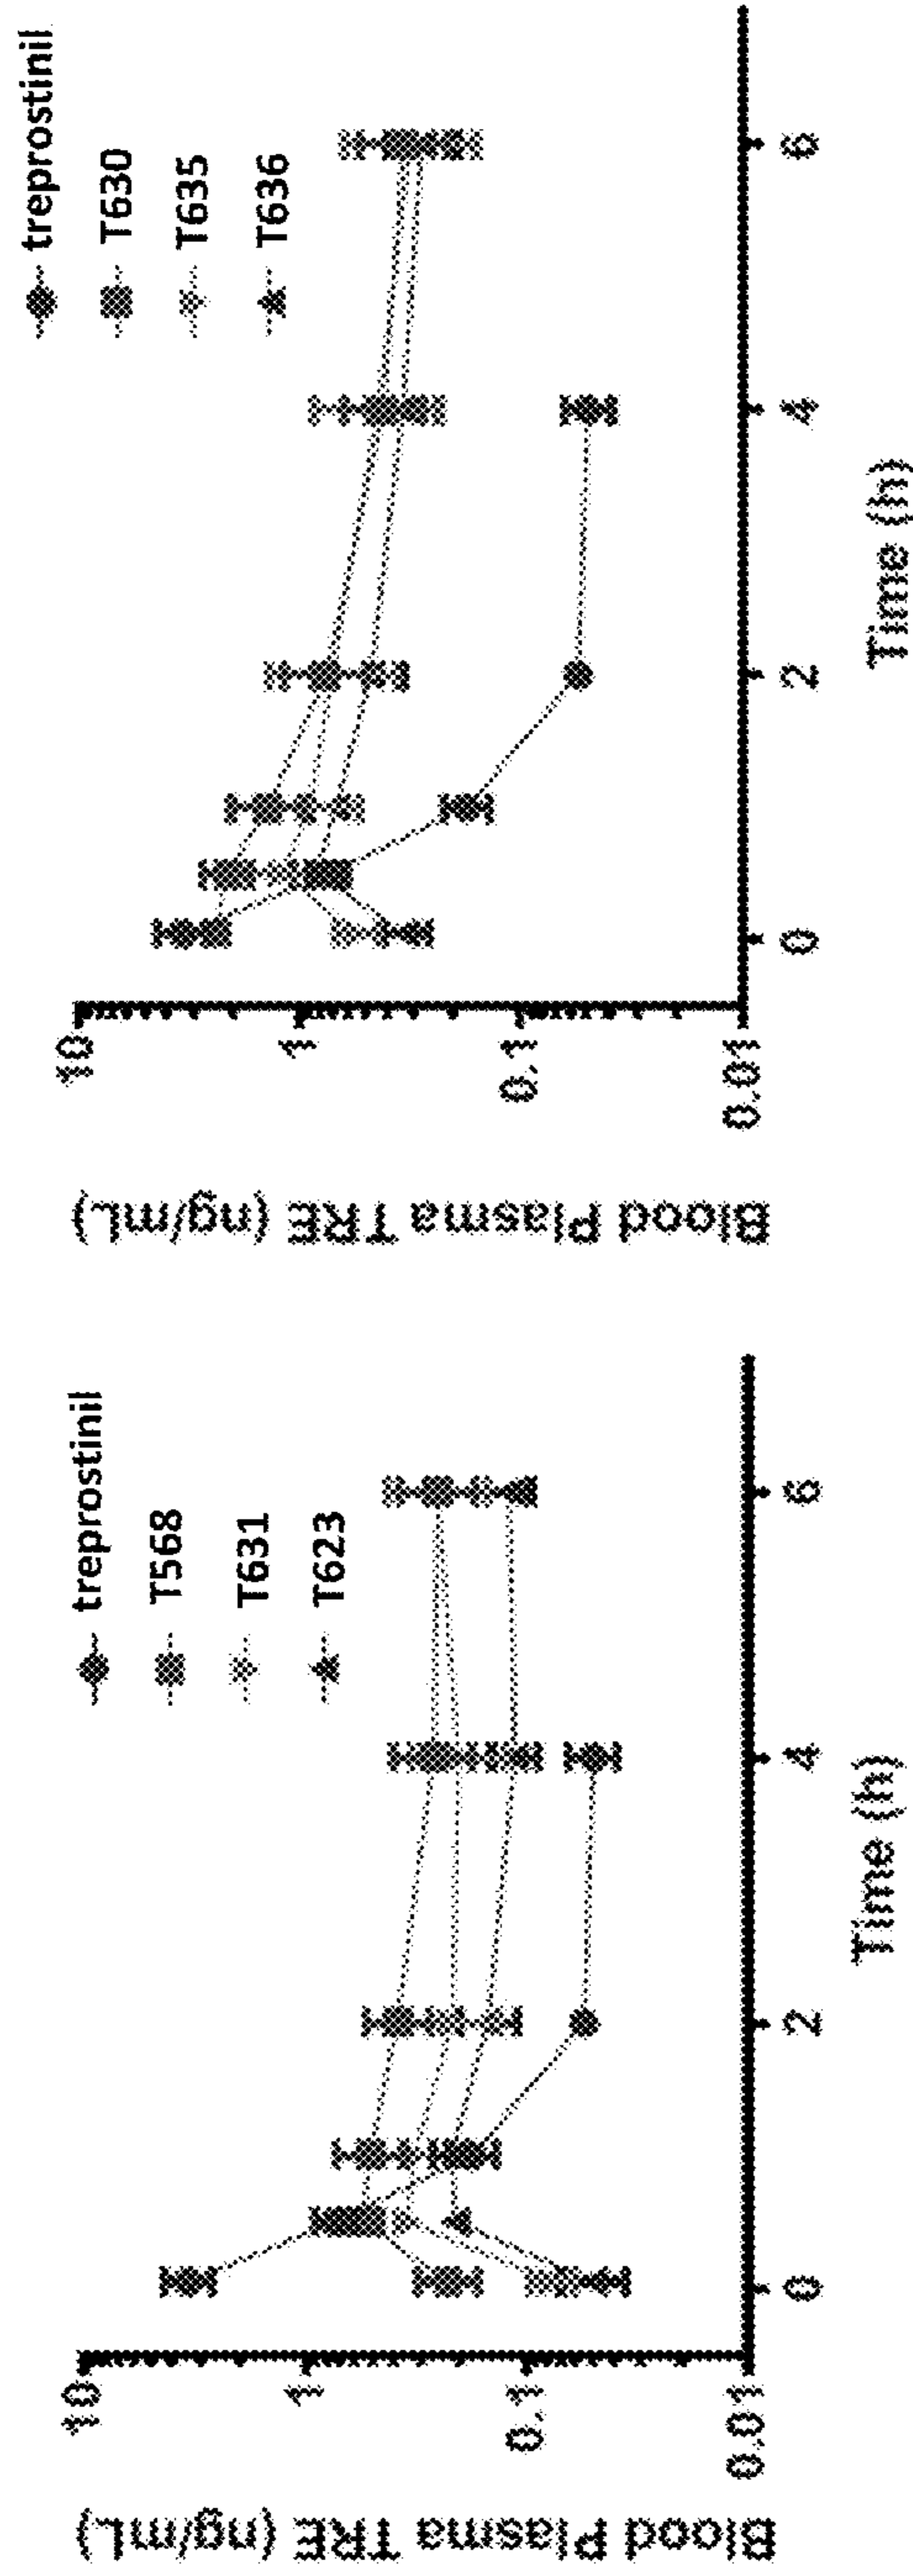 Blood Plasma TRE (ng/mL)
10
1
0.1
0.01
0
2
4
6
Time (h)
treprostinil
T568
T631
T623
Blood Plasma TRE (ng/mL)
10
1
0.1
0.01
0
2
4
6
Time (h)
treprostinil
T630
T635
T636